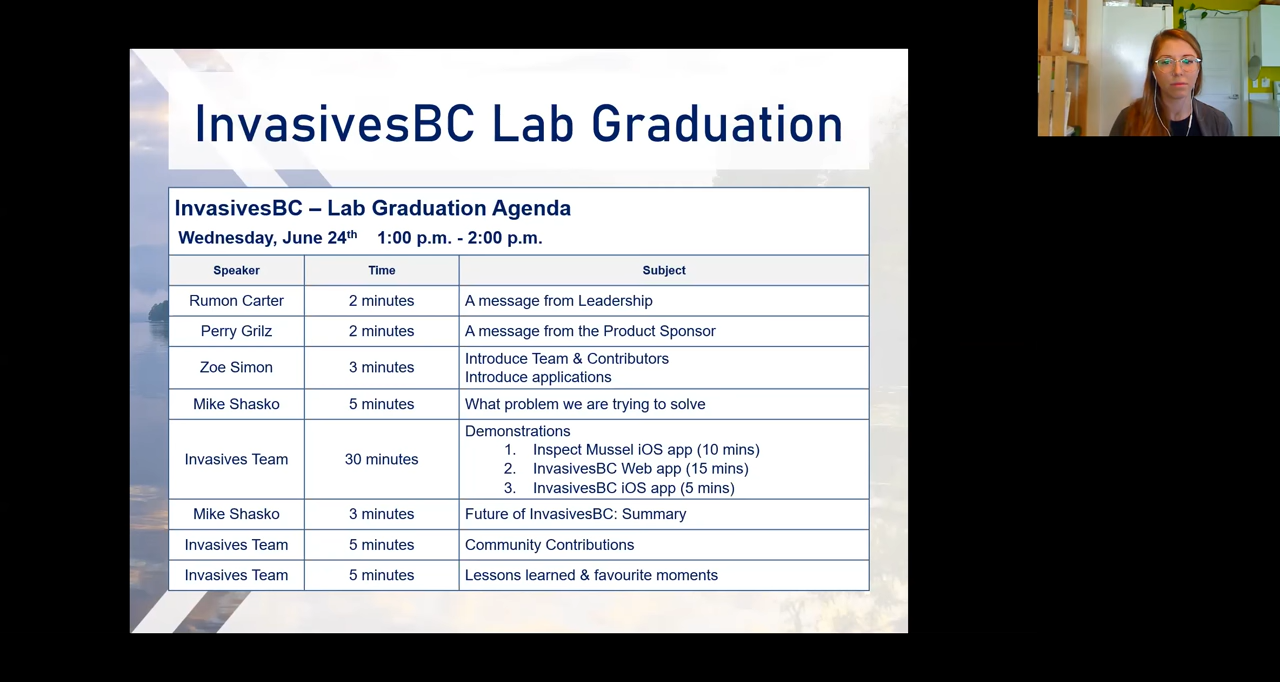 InvasivesBC Lab Graduation
InvasivesBC – Lab Graduation Agenda
Wednesday, June 24th 1:00 p.m. - 2:00 p.m.
Speaker Time Subject
Rumon Carter 2 minutes A message from Leadership
Perry Grilz 2 minutes A message from the Product Sponsor
Zoe Simon 3 minutes Introduce Team & Contributors
Introduce applications
Mike Shasko 5 minutes What problem we are trying to solve
Invasives Team 30 minutes Demonstrations
1. Inspect Mussel iOS app (10 mins)
2. InvasivesBC Web app (15 mins)
3. InvasivesBC iOS app (5 mins)
Mike Shasko 3 minutes Future of InvasivesBC: Summary
Invasives Team 5 minutes Community Contributions
Invasives Team 5 minutes Lessons learned & favourite moments